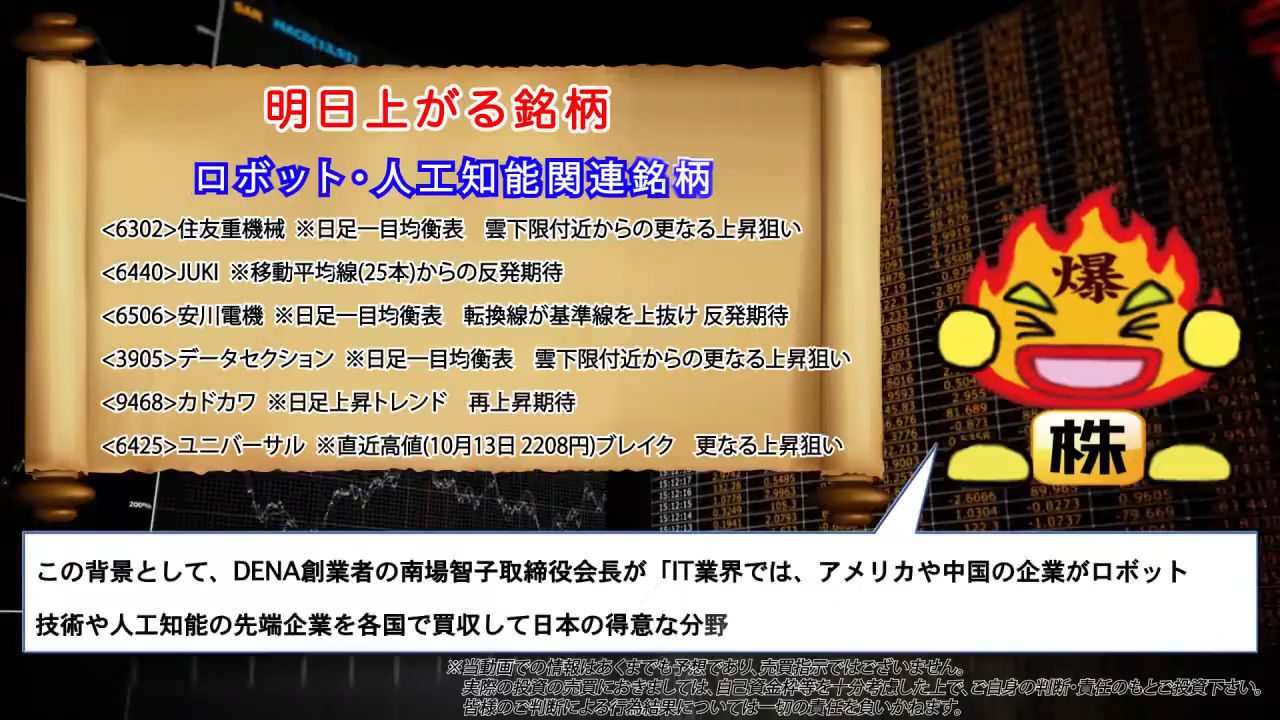 明日上がる銘柄
ロボット・人工知能関連銘柄
<6302>住友重機械 ※日足一目均衡表　雲下限付近からの更なる上昇狙い
<6440>JUKI ※移動平均線(25本)からの反発期待
<6506>安川電機 ※日足一目均衡表　転換線が基準線を上抜け 反発期待
<3905>データセクション ※日足一目均衡表　雲下限付近からの更なる上昇狙い
<9468>カドカワ ※日足上昇トレンド　再上昇期待
<6425>ユニバーサル ※直近高値(10月13日 2208円)ブレイク　更なる上昇狙い
爆
株
この背景として、DENA創業者の南場智子取締役会長が「IT業界では、アメリカや中国の企業がロボット
技術や人工知能の先端企業を各国で買収して日本の得意な分野
※当動画での情報はあくまでも予想であり、売買指示ではございません。
実際の投資の売買におきましては、自己資金枠等を十分考慮した上で、ご自身の判断・責任のもとご投資下さい。
皆様のご判断による行為結果については一切の責任を負いかねます。